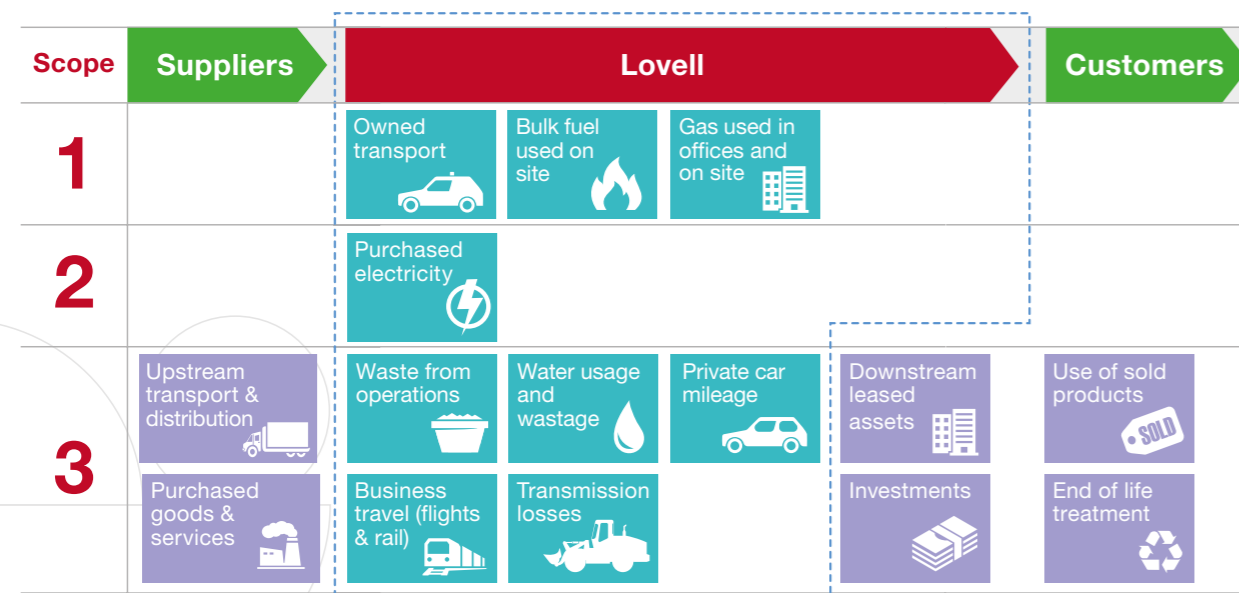 Scope
Suppliers
Lovell
Customers
1
Owned
transport
Bulk fuel
used on
site
Gas used in
offices and
on site
2
Purchased
electricity
3
Upstream
transport &
distribution
Waste from
operations
Water usage
and
wastage
Private car
mileage
Downstream
leased
assets
Use of sold
products
SOLD
Purchased
goods &
services
Business
travel (flights
& rail)
Transmission
losses
Investments
End of life
treatment